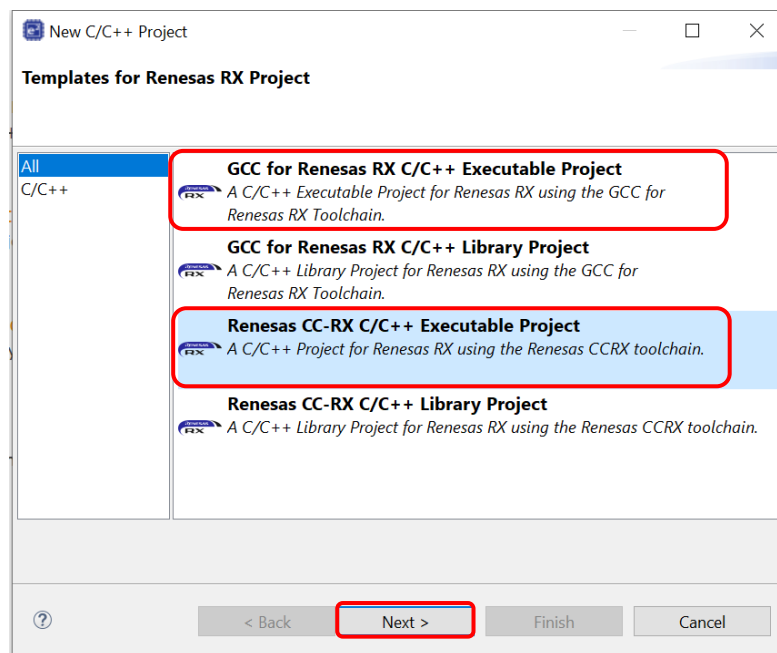 New C/C++ Project
Templates for Renesas RX Project
All
C/C++
GCC for Renesas RX C/C++ Executable Project
A C/C++ Executable Project for Renesas RX using the GCC for
Renesas RX Toolchain.
GCC for Renesas RX C/C++ Library Project
A C/C++ Library Project for Renesas RX using the GCC for
Renesas RX Toolchain.
Renesas CC-RX C/C++ Executable Project
A C/C++ Project for Renesas RX using the Renesas CCRX toolchain.
Renesas CC-RX C/C++ Library Project
A C/C++ Library Project for Renesas RX using the Renesas CCRX toolchain.
< Back
Next >
Finish
Cancel